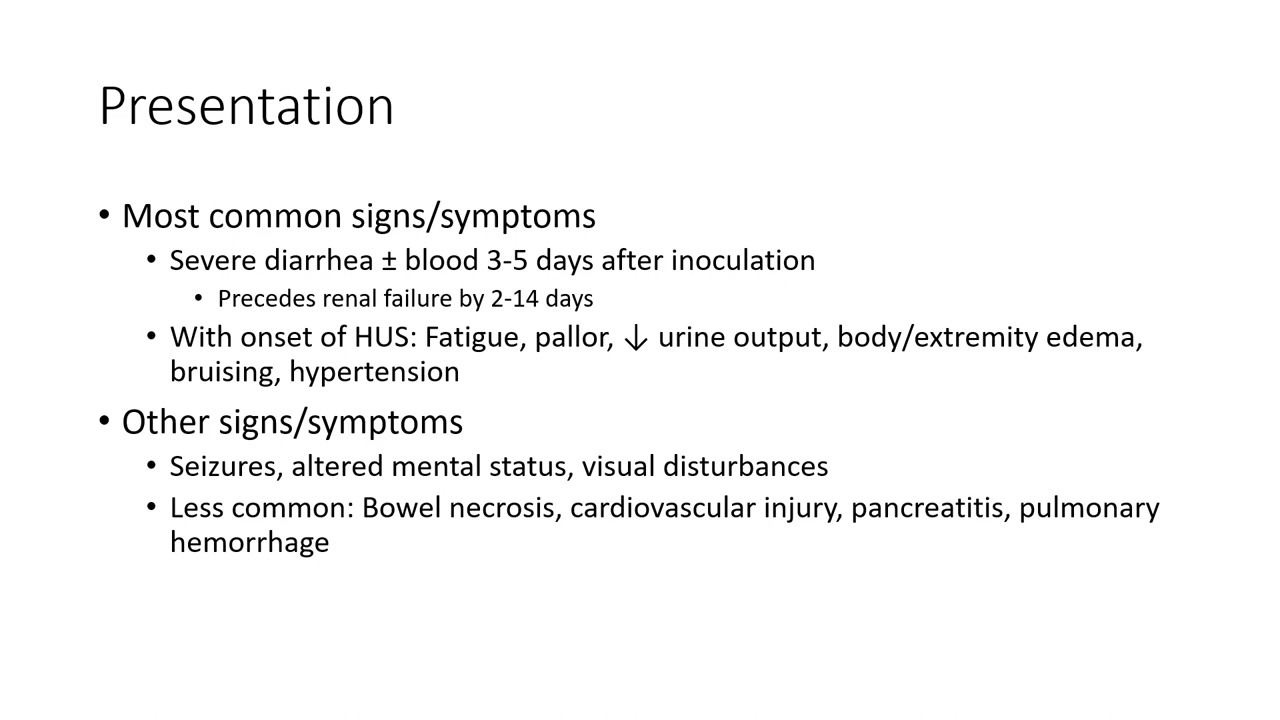 Presentation
• Most common signs/symptoms
• Severe diarrhea ± blood 3-5 days after inoculation
• Precedes renal failure by 2-14 days
• With onset of HUS: Fatigue, pallor, ↓ urine output, body/extremity edema,
bruising, hypertension
• Other signs/symptoms
• Seizures, altered mental status, visual disturbances
• Less common: Bowel necrosis, cardiovascular injury, pancreatitis, pulmonary
hemorrhage